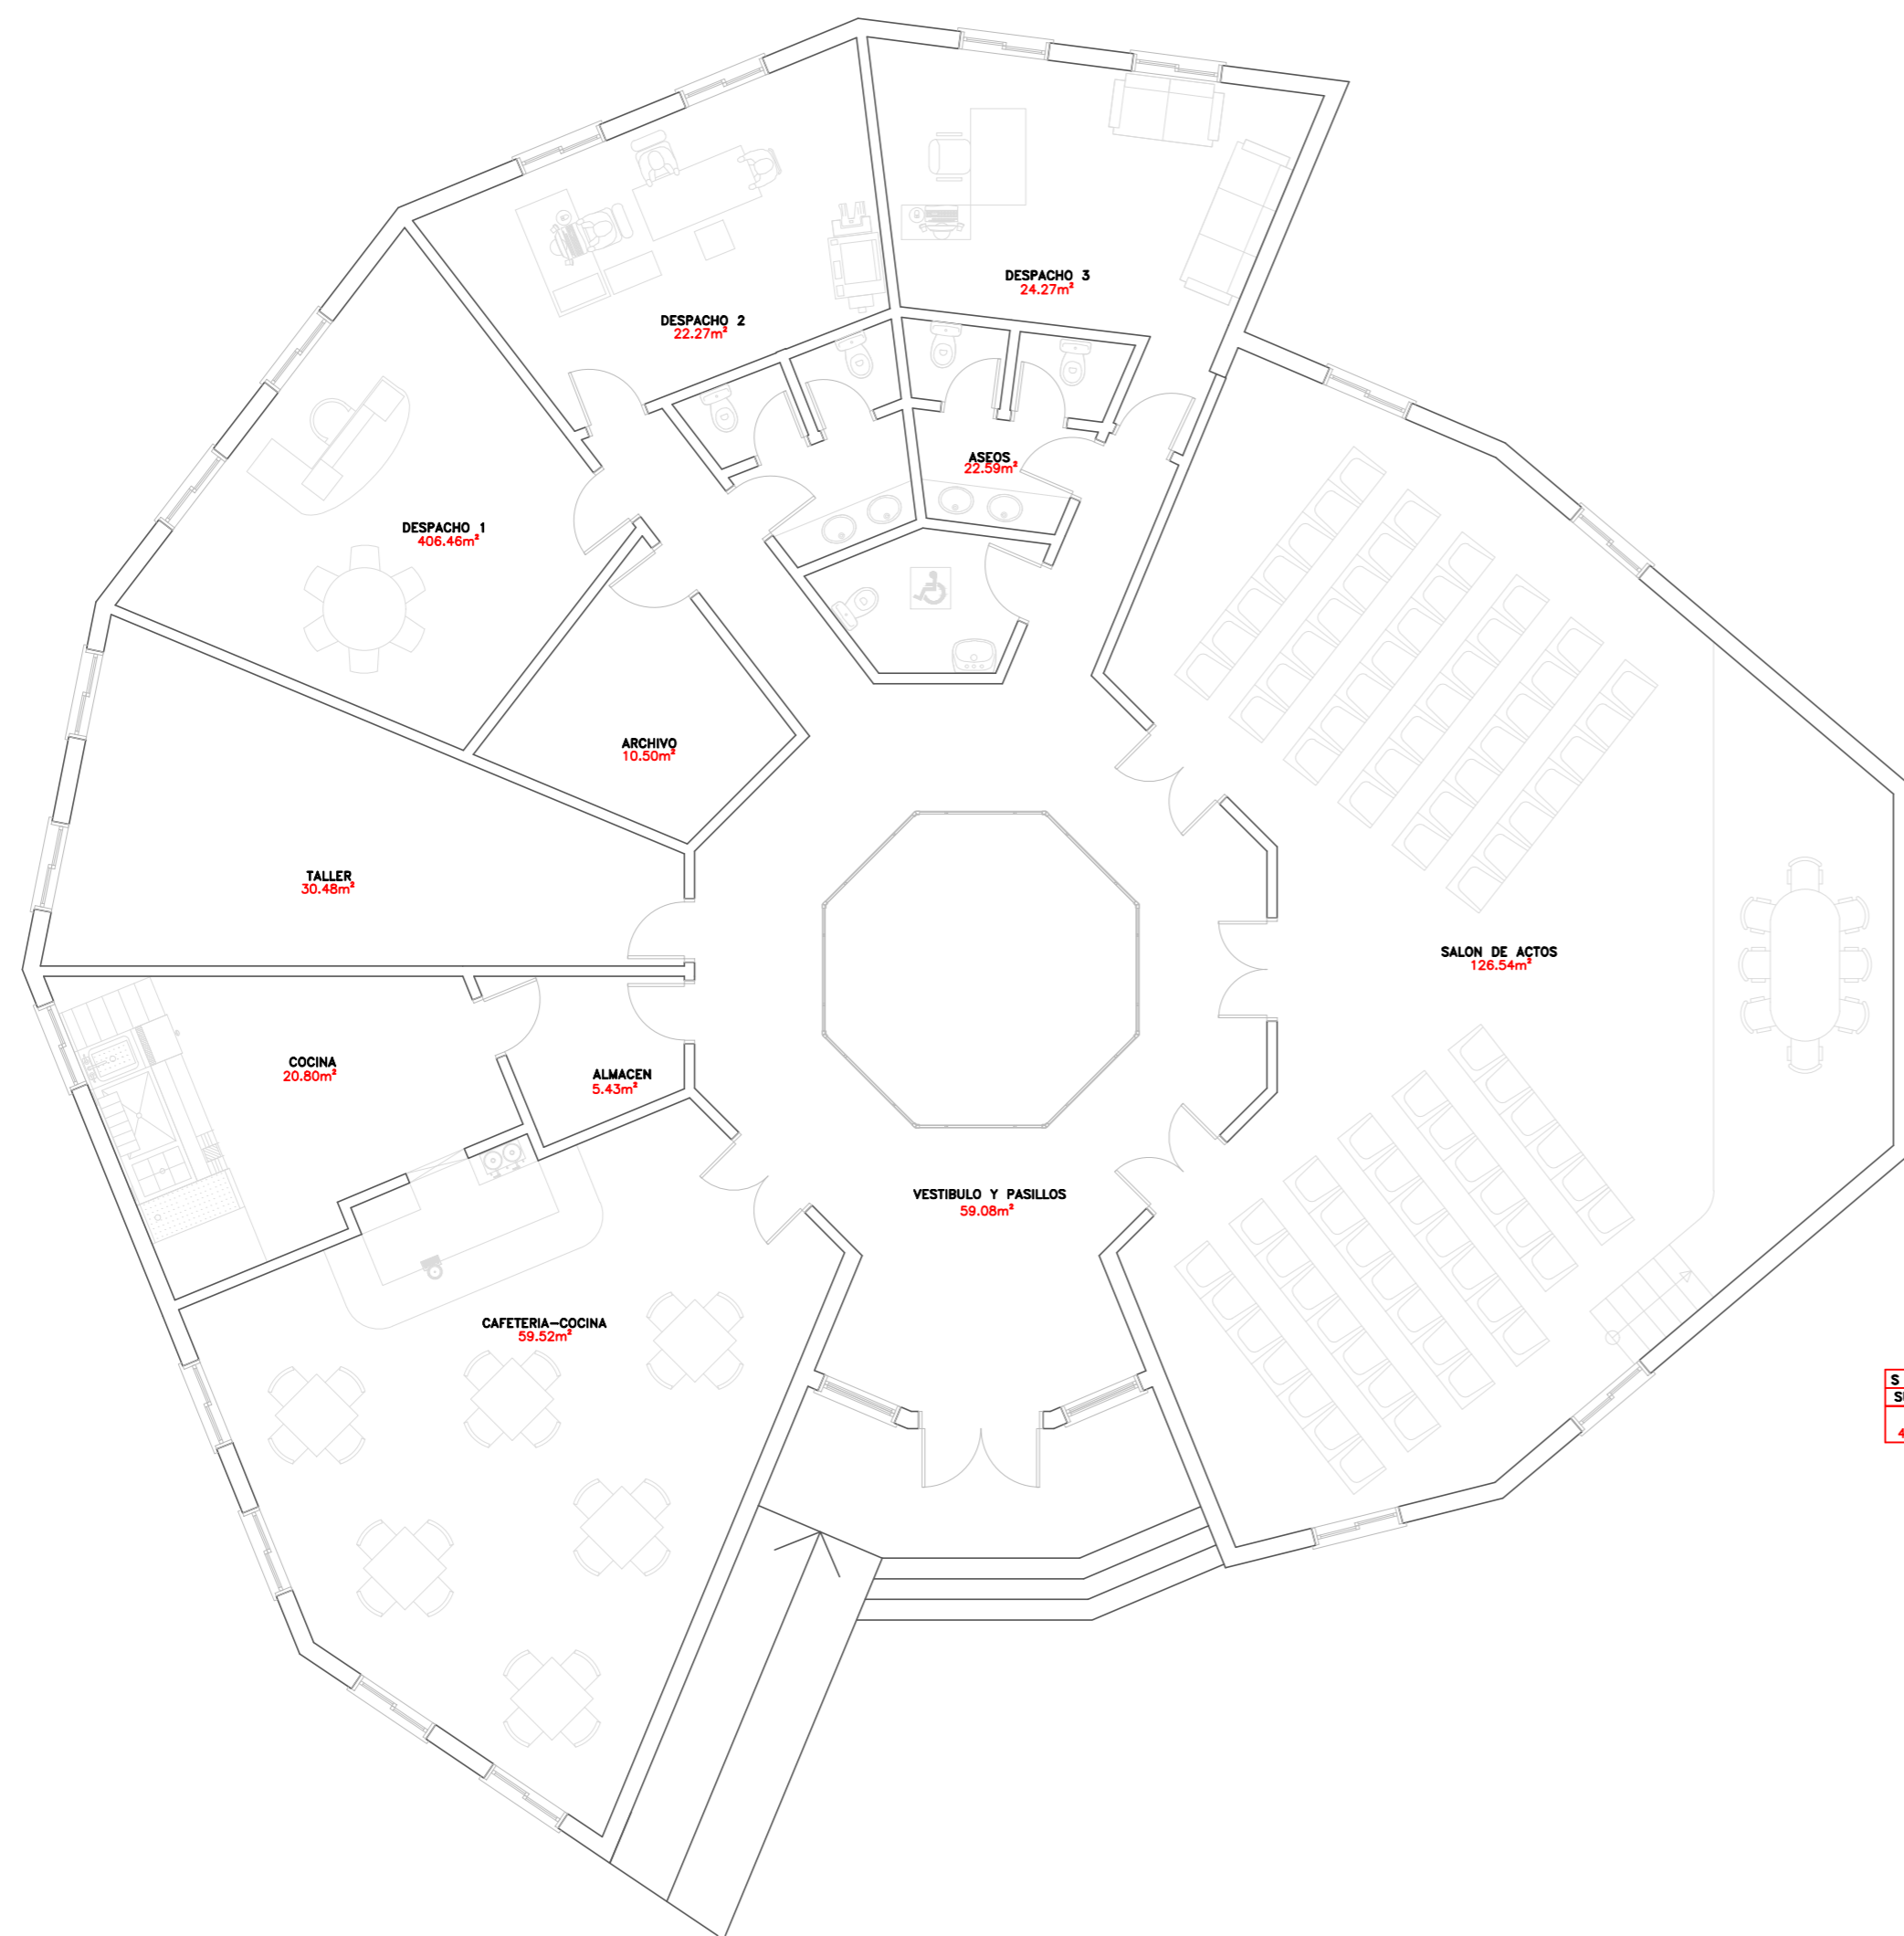 DESPACHO 3
24.27m²
DESPACHO 2
22.27m²
ASEOS
22.59m²
DESPACHO 1
406.46m²
ARCHIVO
10.50m²
TALLER
30.48m²
SALON DE ACTOS
126.54m²
COCINA
20.80m²
ALMACEN
5.43m²
VESTIBULO Y PASILLOS
59.08m²
CAFETERIA-COCINA
59.52m²
S
4